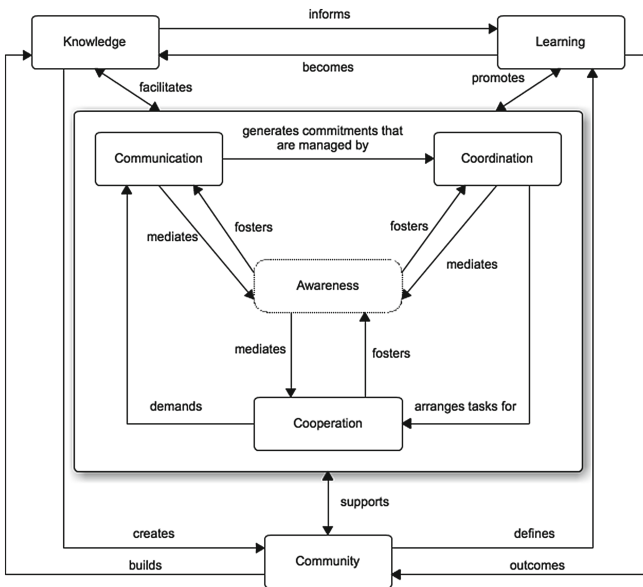 informs
Knowledge
Learning
becomes
facilitates
promotes
generates commitments that
are managed by
Communication
Coordination
mediates
fosters
fosters
mediates
Awareness
mediates
fosters
demands
arranges tasks for
Cooperation
supports
creates
defines
builds
Community
outcomes